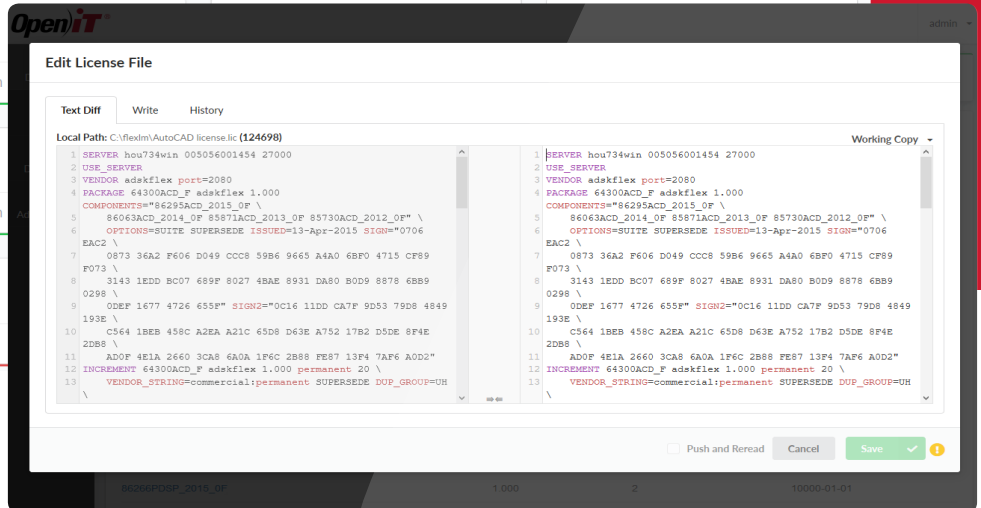 OpeniT
admin
Edit License File
Text Diff Write History
Local Path: C:\flexlm\AutoCAD license.lic (124698)
Working Copy
1 SERVER hou734win 005056001454 27000
2 USE_SERVER
3 VENDOR adskflex port=2080
4 PACKAGE 64300ACD_F adskflex 1.000
COMPONENTS="86295ACD_2015_0F \
5 86063ACD_2014_0F 85871ACD_2013_0F 85730ACD_2012_0F" \
6 OPTIONS=SUITE SUPERSEDE ISSUED=13-Apr-2015 SIGN="0706
EAC2 \
7 0873 36A2 F606 D049 CCC8 59B6 9665 A4A0 6BF0 4715 CF89
F073 \
8 3143 1EDD BC07 689F 8027 4BAE 8931 DA80 B0D9 8878 6BB9
0298 \
9 0DEF 1677 4726 655F" SIGN2="0C16 11DD CA7F 9D53 79D8 4849
193E \
10 C564 1BEB 458C A2EA A21C 65D8 D63E A752 17B2 D5DE 8F4E
2DB8 \
11 AD0F 4E1A 2660 3CA8 6A0A 1F6C 2B88 FE87 13F4 7AF6 A0D2"
12 INCREMENT 64300ACD_F adskflex 1.000 permanent 20 \
13 VENDOR_STRING=commercial:permanent SUPERSEDE DUP_GROUP=UH
\
1 SERVER hou734win 005056001454 27000
2 USE_SERVER
3 VENDOR adskflex port=2080
4 PACKAGE 64300ACD_F adskflex 1.000
COMPONENTS="86295ACD_2015_0F \
5 86063ACD_2014_0F 85871ACD_2013_0F 85730ACD_2012_0F" \
6 OPTIONS=SUITE SUPERSEDE ISSUED=13-Apr-2015 SIGN="0706
EAC2 \
7 0873 36A2 F606 D049 CCC8 59B6 9665 A4A0 6BF0 4715 CF89
F073 \
8 3143 1EDD BC07 689F 8027 4BAE 8931 DA80 B0D9 8878 6BB9
0298 \
9 0DEF 1677 4726 655F" SIGN2="0C16 11DD CA7F 9D53 79D8 4849
193E \
10 C564 1BEB 458C A2EA A21C 65D8 D63E A752 17B2 D5DE 8F4E
2DB8 \
11 AD0F 4E1A 2660 3CA8 6A0A 1F6C 2B88 FE87 13F4 7AF6 A0D2"
12 INCREMENT 64300ACD_F adskflex 1.000 permanent 20 \
13 VENDOR_STRING=commercial:permanent SUPERSEDE DUP_GROUP=UH
\
Push and Reread Cancel Save
86266PDSP_2015_0F 1.000 2 10000-01-01